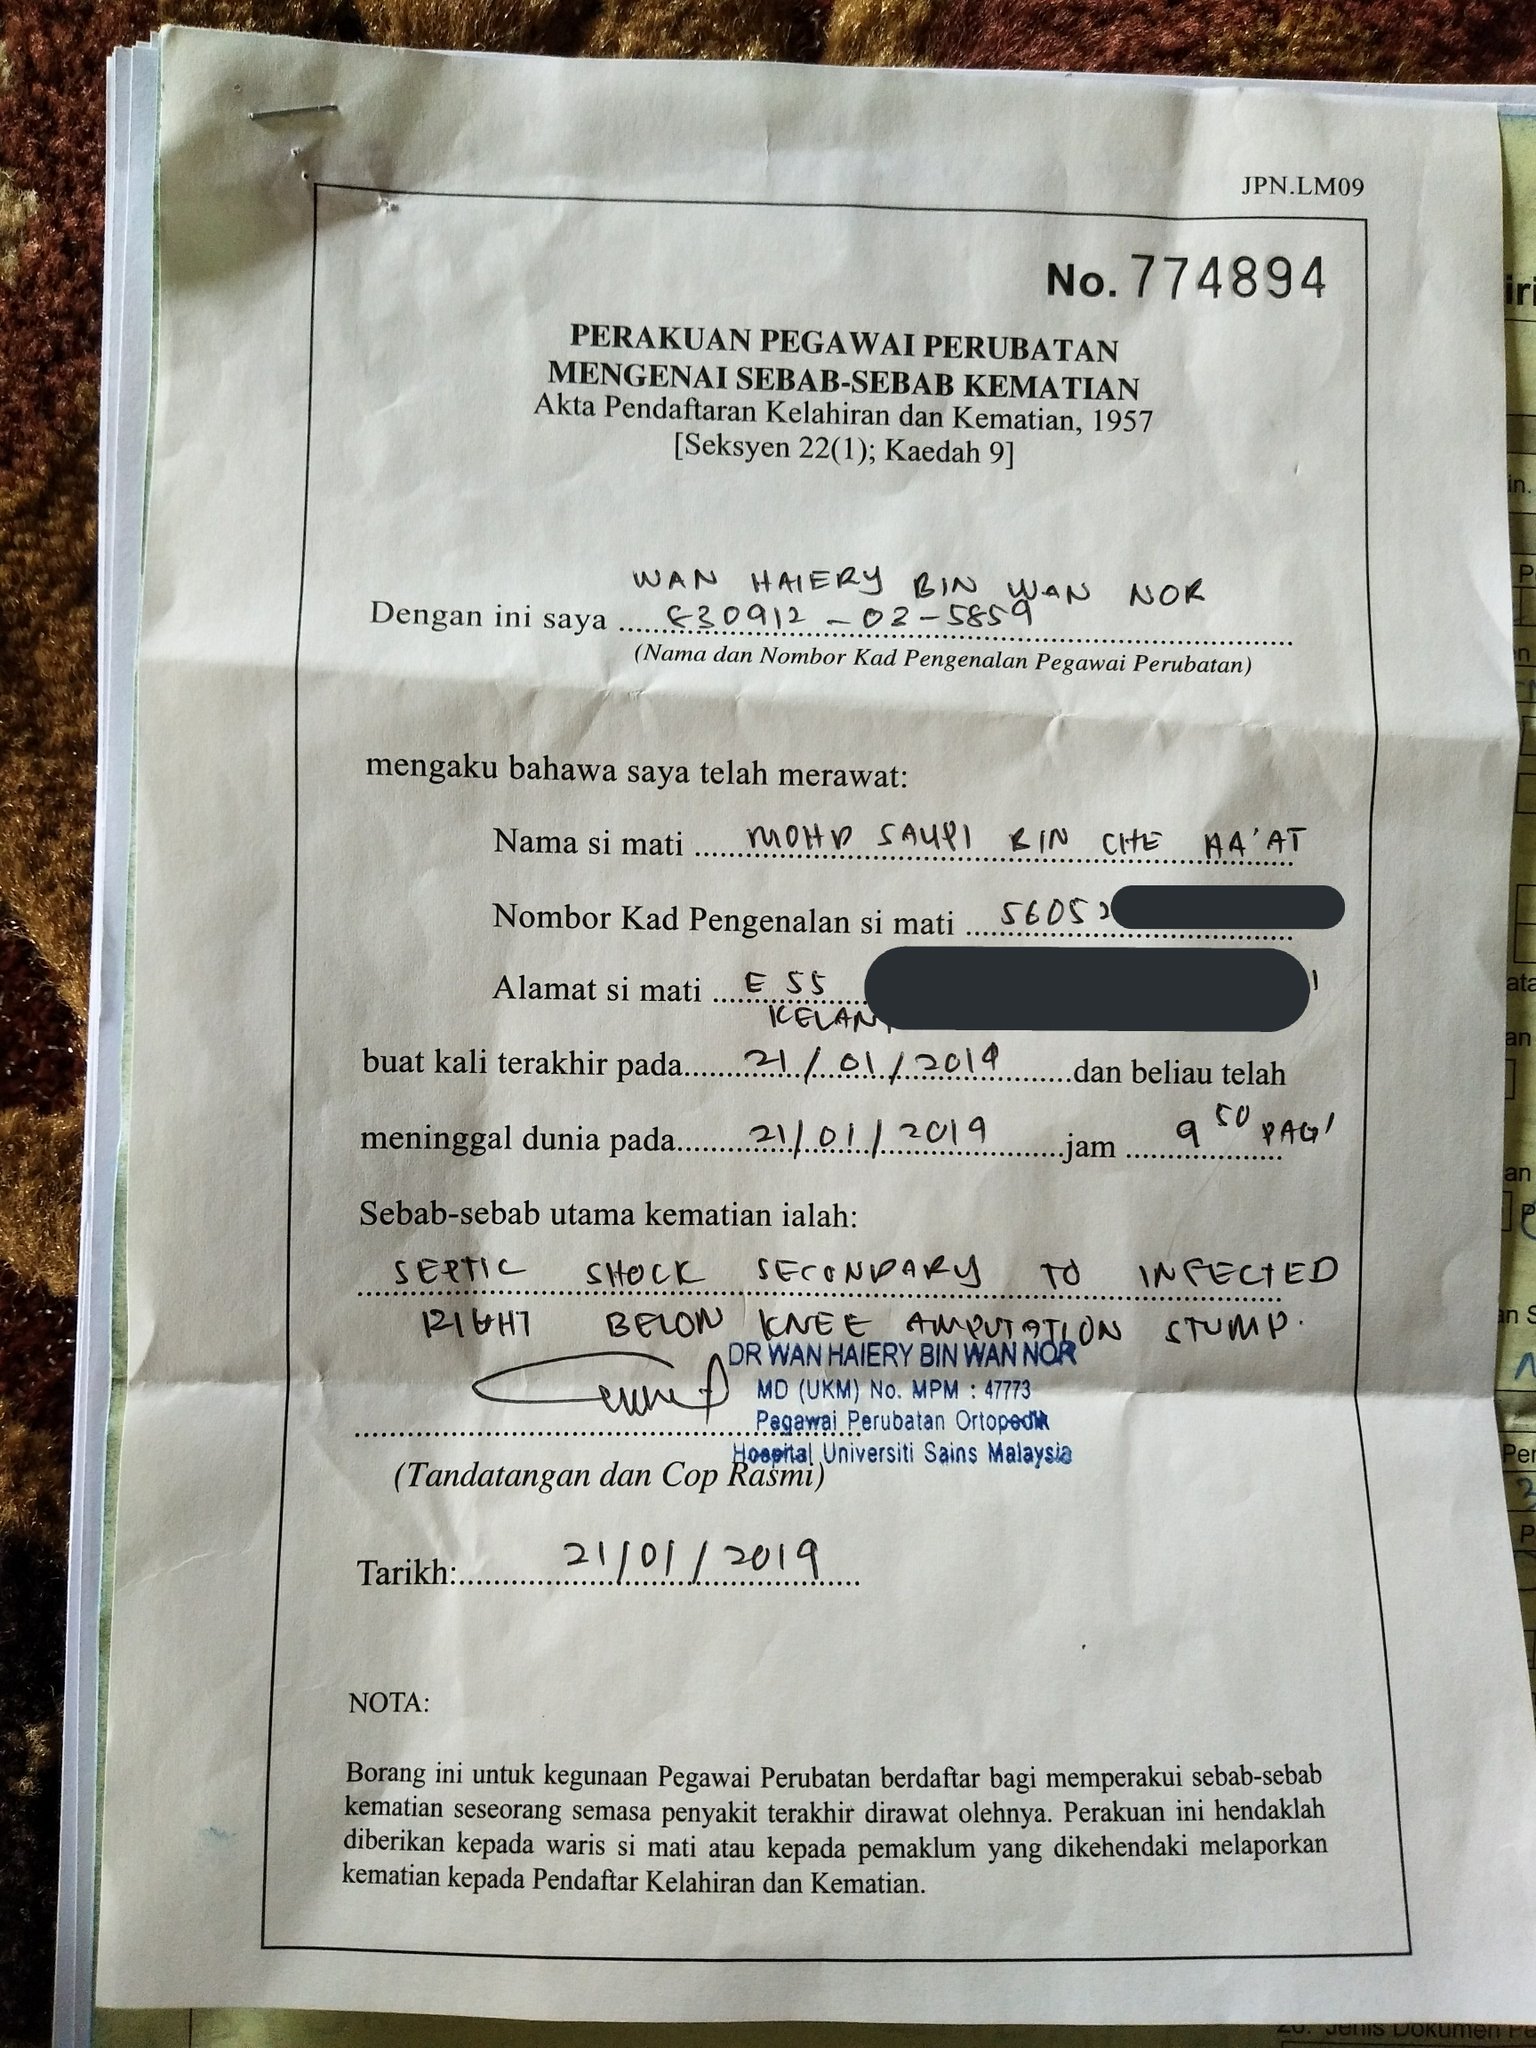 JPN.LM09
No. 774894
PERAKUAN PEGAWAI PERUBATAN
MENGENAI SEBAB-SEBAB KEMATIAN
Akta Pendaftaran Kelahiran dan Kematian, 1957
[Seksyen 22(1); Kaedah 9]
WAN HAIERY BIN WAN NOR
Dengan ini saya 830912-03-5859
(Nama dan Nombor Kad Pengenalan Pegawai Perubatan)
mengaku bahawa saya telah merawat:
Nama si mati MOHD SAUPI BIN CHE HA'AT
Nombor Kad Pengenalan si mati 56052
Alamat si mati E 55
KELAN
buat kali terakhir pada 21/01/2019 dan beliau telah
meninggal dunia pada 21/01/2019 jam 9 50 PAGI
Sebab-sebab utama kematian ialah:
SEPTIC SHOCK SECONDARY TO INFECTED
RIGHT BELOW KNEE AMPUTATION STUMP.
DR WAN HAIERY BIN WAN NOR
MD (UKM) No. MPM : 47773
Pegawai Perubatan Ortopedik
Hospital Universiti Sains Malaysia
(Tandatangan dan Cop Rasmi)
Tarikh: 21/01/2019
NOTA:
Borang ini untuk kegunaan Pegawai Perubatan berdaftar bagi memperakui sebab-sebab
kematian seseorang semasa penyakit terakhir dirawat olehnya. Perakuan ini hendaklah
diberikan kepada waris si mati atau kepada pemaklum yang dikehendaki melaporkan
kematian kepada Pendaftar Kelahiran dan Kematian.